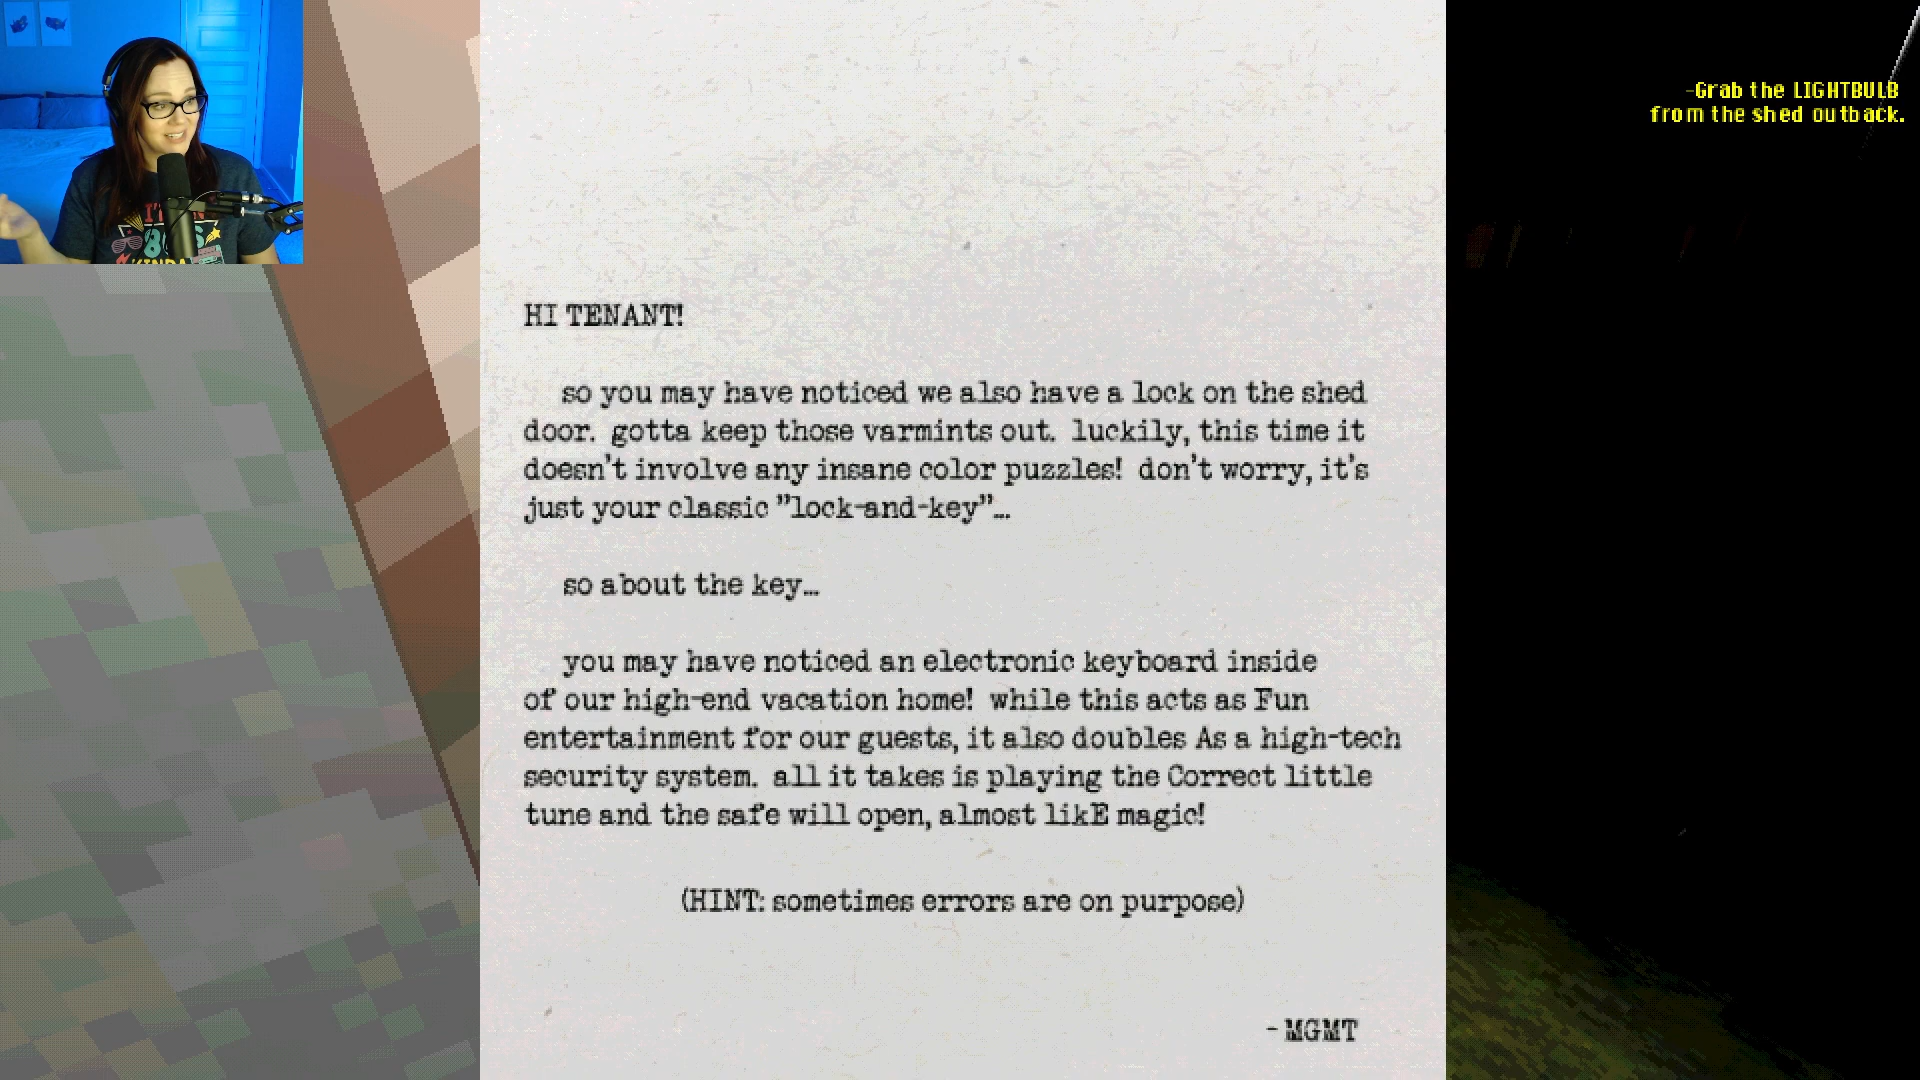 -Grab the LIGHTBULB
from the shed outback.
HI TENANT!
so you may have noticed we also have a lock on the shed
door. gotta keep those varmints out. luckily, this time it
doesn't involve any insane color puzzles! don't worry, it's
just your classic "lock-and-key"...
so about the key...
you may have noticed an electronic keyboard inside
of our high-end vacation home! while this acts as Fun
entertainment for our guests, it also doubles As a high-tech
security system. all it takes is playing the Correct little
tune and the safe will open, almost likE magic!
(HINT: sometimes errors are on purpose)
- MGMT